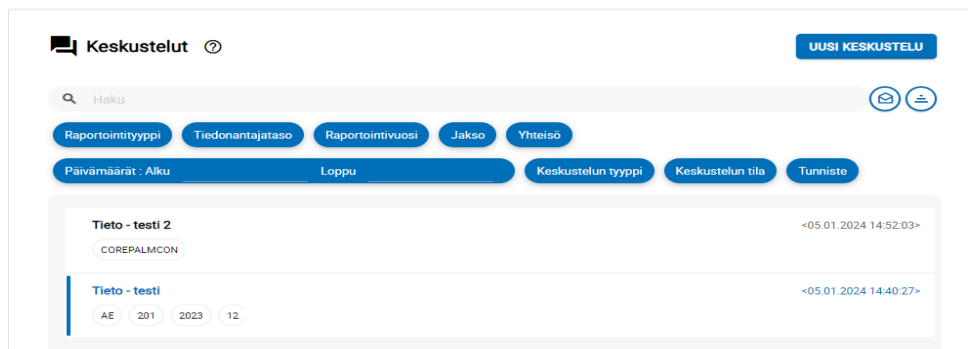 Keskustelut
UUSI KESKUSTELU
Haku
Raportointityyppi Tiedonantajataso Raportointivuosi Jakso Yhteisö
Päivämäärät : Alku Loppu Keskustelun tyyppi Keskustelun tila Tunniste
Tieto - testi 2 <05.01.2024 14:52:03>
COREPALMCON
Tieto - testi <05.01.2024 14:40:27>
AE 201 2023 12